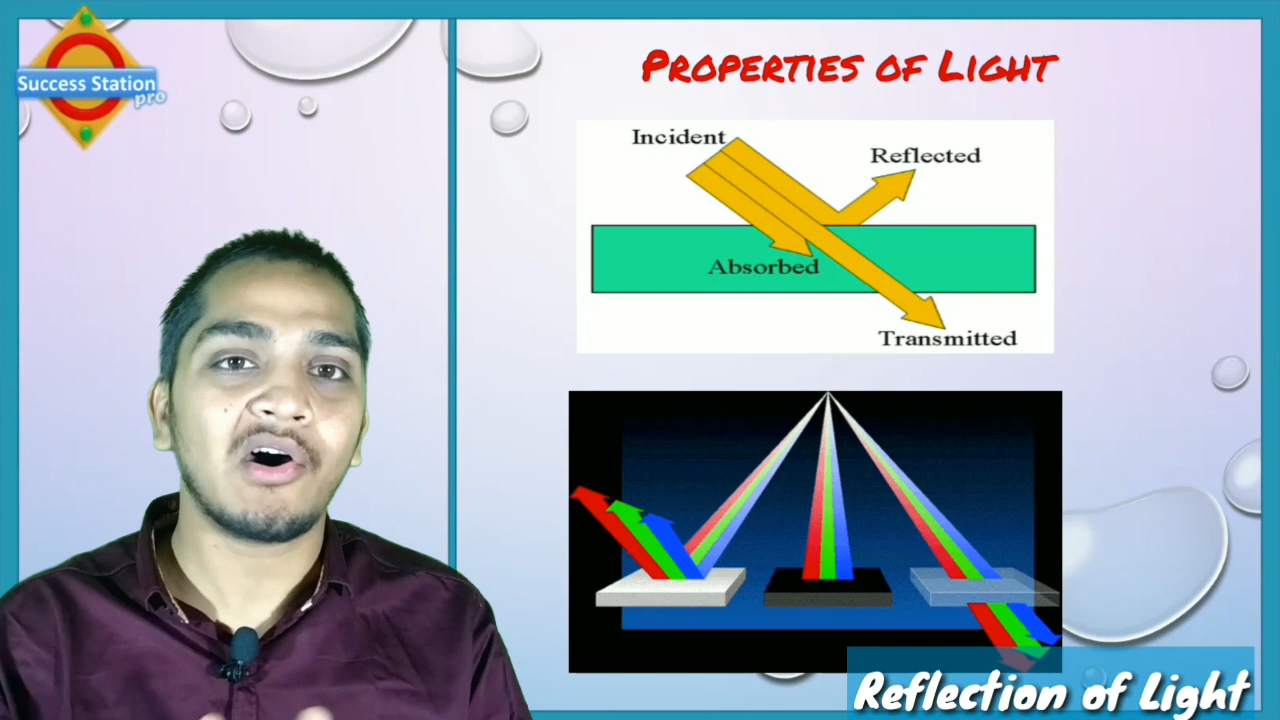 Success Station
pro
Properties of Light
Incident
Reflected
Absorbed
Transmitted
Reflection of Light